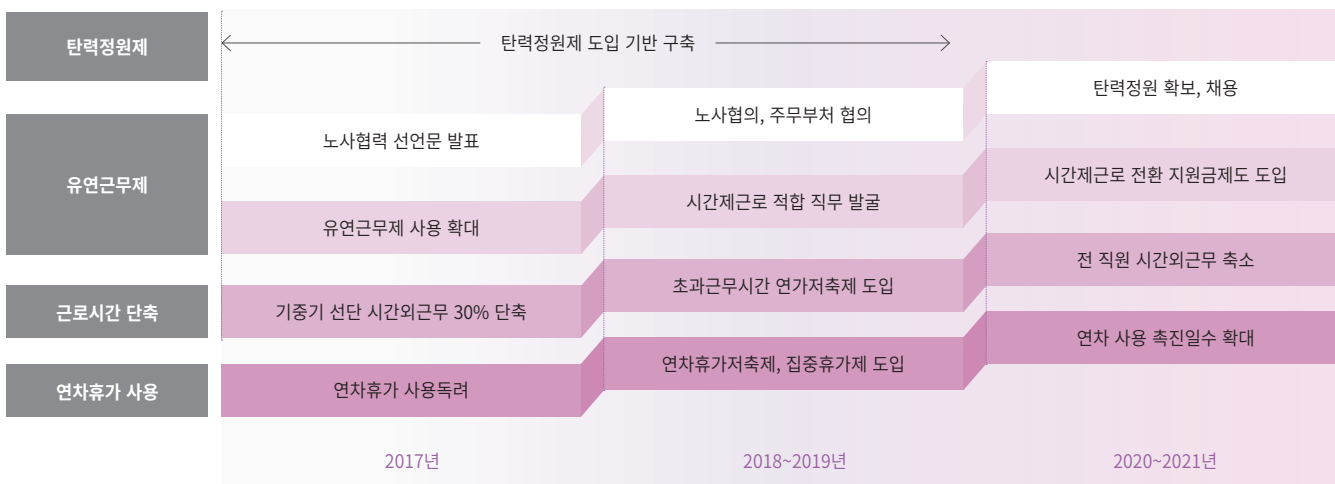 탄력정원제
탄력정원제 도입 기반 구축
노사협력 선언문 발표
노사협의, 주무부처 협의
탄력정원 확보, 채용
유연근무제
유연근무제 사용 확대
시간제근로 적합 직무 발굴
시간제근로 전환 지원금제도 도입
근로시간 단축
기중기 선단 시간외근무 30% 단축
초과근무시간 연가저축제 도입
전 직원 시간외근무 축소
연차휴가 사용
연차휴가 사용독려
연차휴가저축제, 집중휴가제 도입
연차 사용 촉진일수 확대
2017년
2018~2019년
2020~2021년